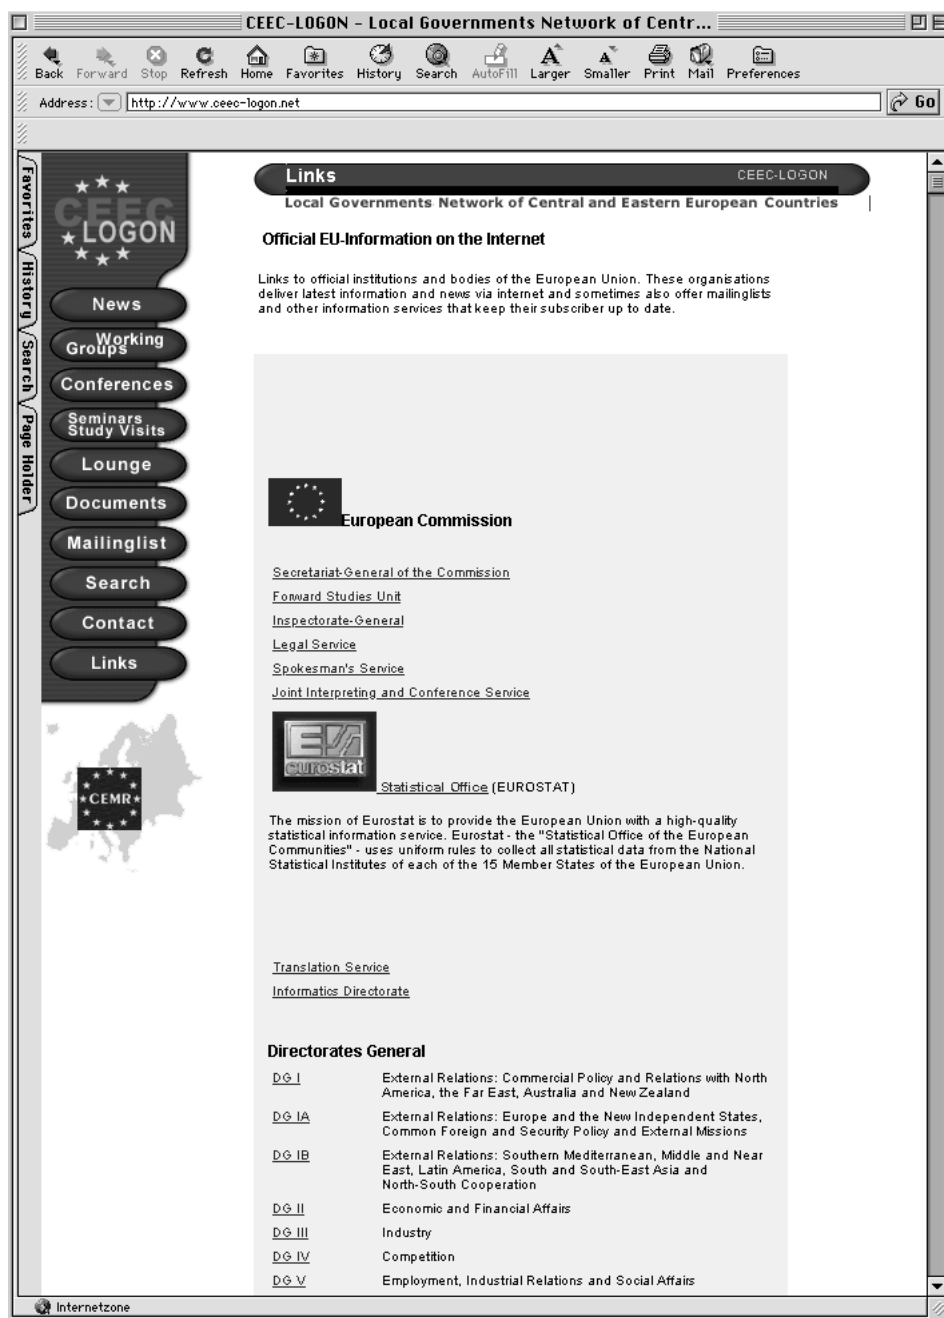 CEEC-LOGON - Local Governments Network of Centr...
Back Forward Stop Refresh Home Favorites History Search AutoFill Larger Smaller Print Mail Preferences
Address: http://www.ceec-logon.net Go
Favorites
History
Search
Page Holder
CEEC
LOGON
News
Working
Groups
Conferences
Seminars
Study Visits
Lounge
Documents
Mailinglist
Search
Contact
Links
CEMR
Links CEEC-LOGON
Local Governments Network of Central and Eastern European Countries
Official EU-Information on the Internet
Links to official institutions and bodies of the European Union. These organisations
deliver latest information and news via internet and sometimes also offer mailinglists
and other information services that keep their subscriber up to date.
European Commission
Secretariat-General of the Commission
Forward Studies Unit
Inspectorate-General
Legal Service
Spokesman's Service
Joint Interpreting and Conference Service
eurostat
Statistical Office (EUROSTAT)
The mission of Eurostat is to provide the European Union with a high-quality
statistical information service. Eurostat - the "Statistical Office of the European
Communities" - uses uniform rules to collect all statistical data from the National
Statistical Institutes of each of the 15 Member States of the European Union.
Translation Service
Informatics Directorate
Directorates General
DG I External Relations: Commercial Policy and Relations with North
America, the Far East, Australia and New Zealand
DG IA External Relations: Europe and the New Independent States,
Common Foreign and Security Policy and External Missions
DG IB External Relations: Southern Mediterranean, Middle and Near
East, Latin America, South and South-East Asia and
North-South Cooperation
DG II Economic and Financial Affairs
DG III Industry
DG IV Competition
DG V Employment, Industrial Relations and Social Affairs
Internetzone